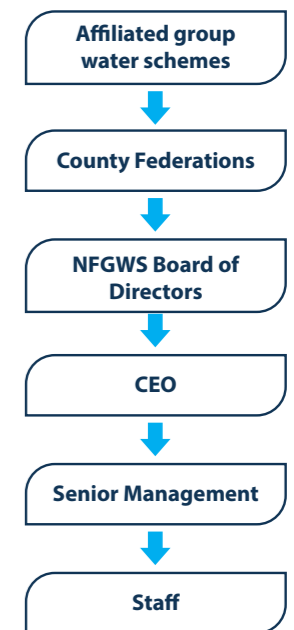 Affiliated group
water schemes
County Federations
NFGWS Board of
Directors
CEO
Senior Management
Staff